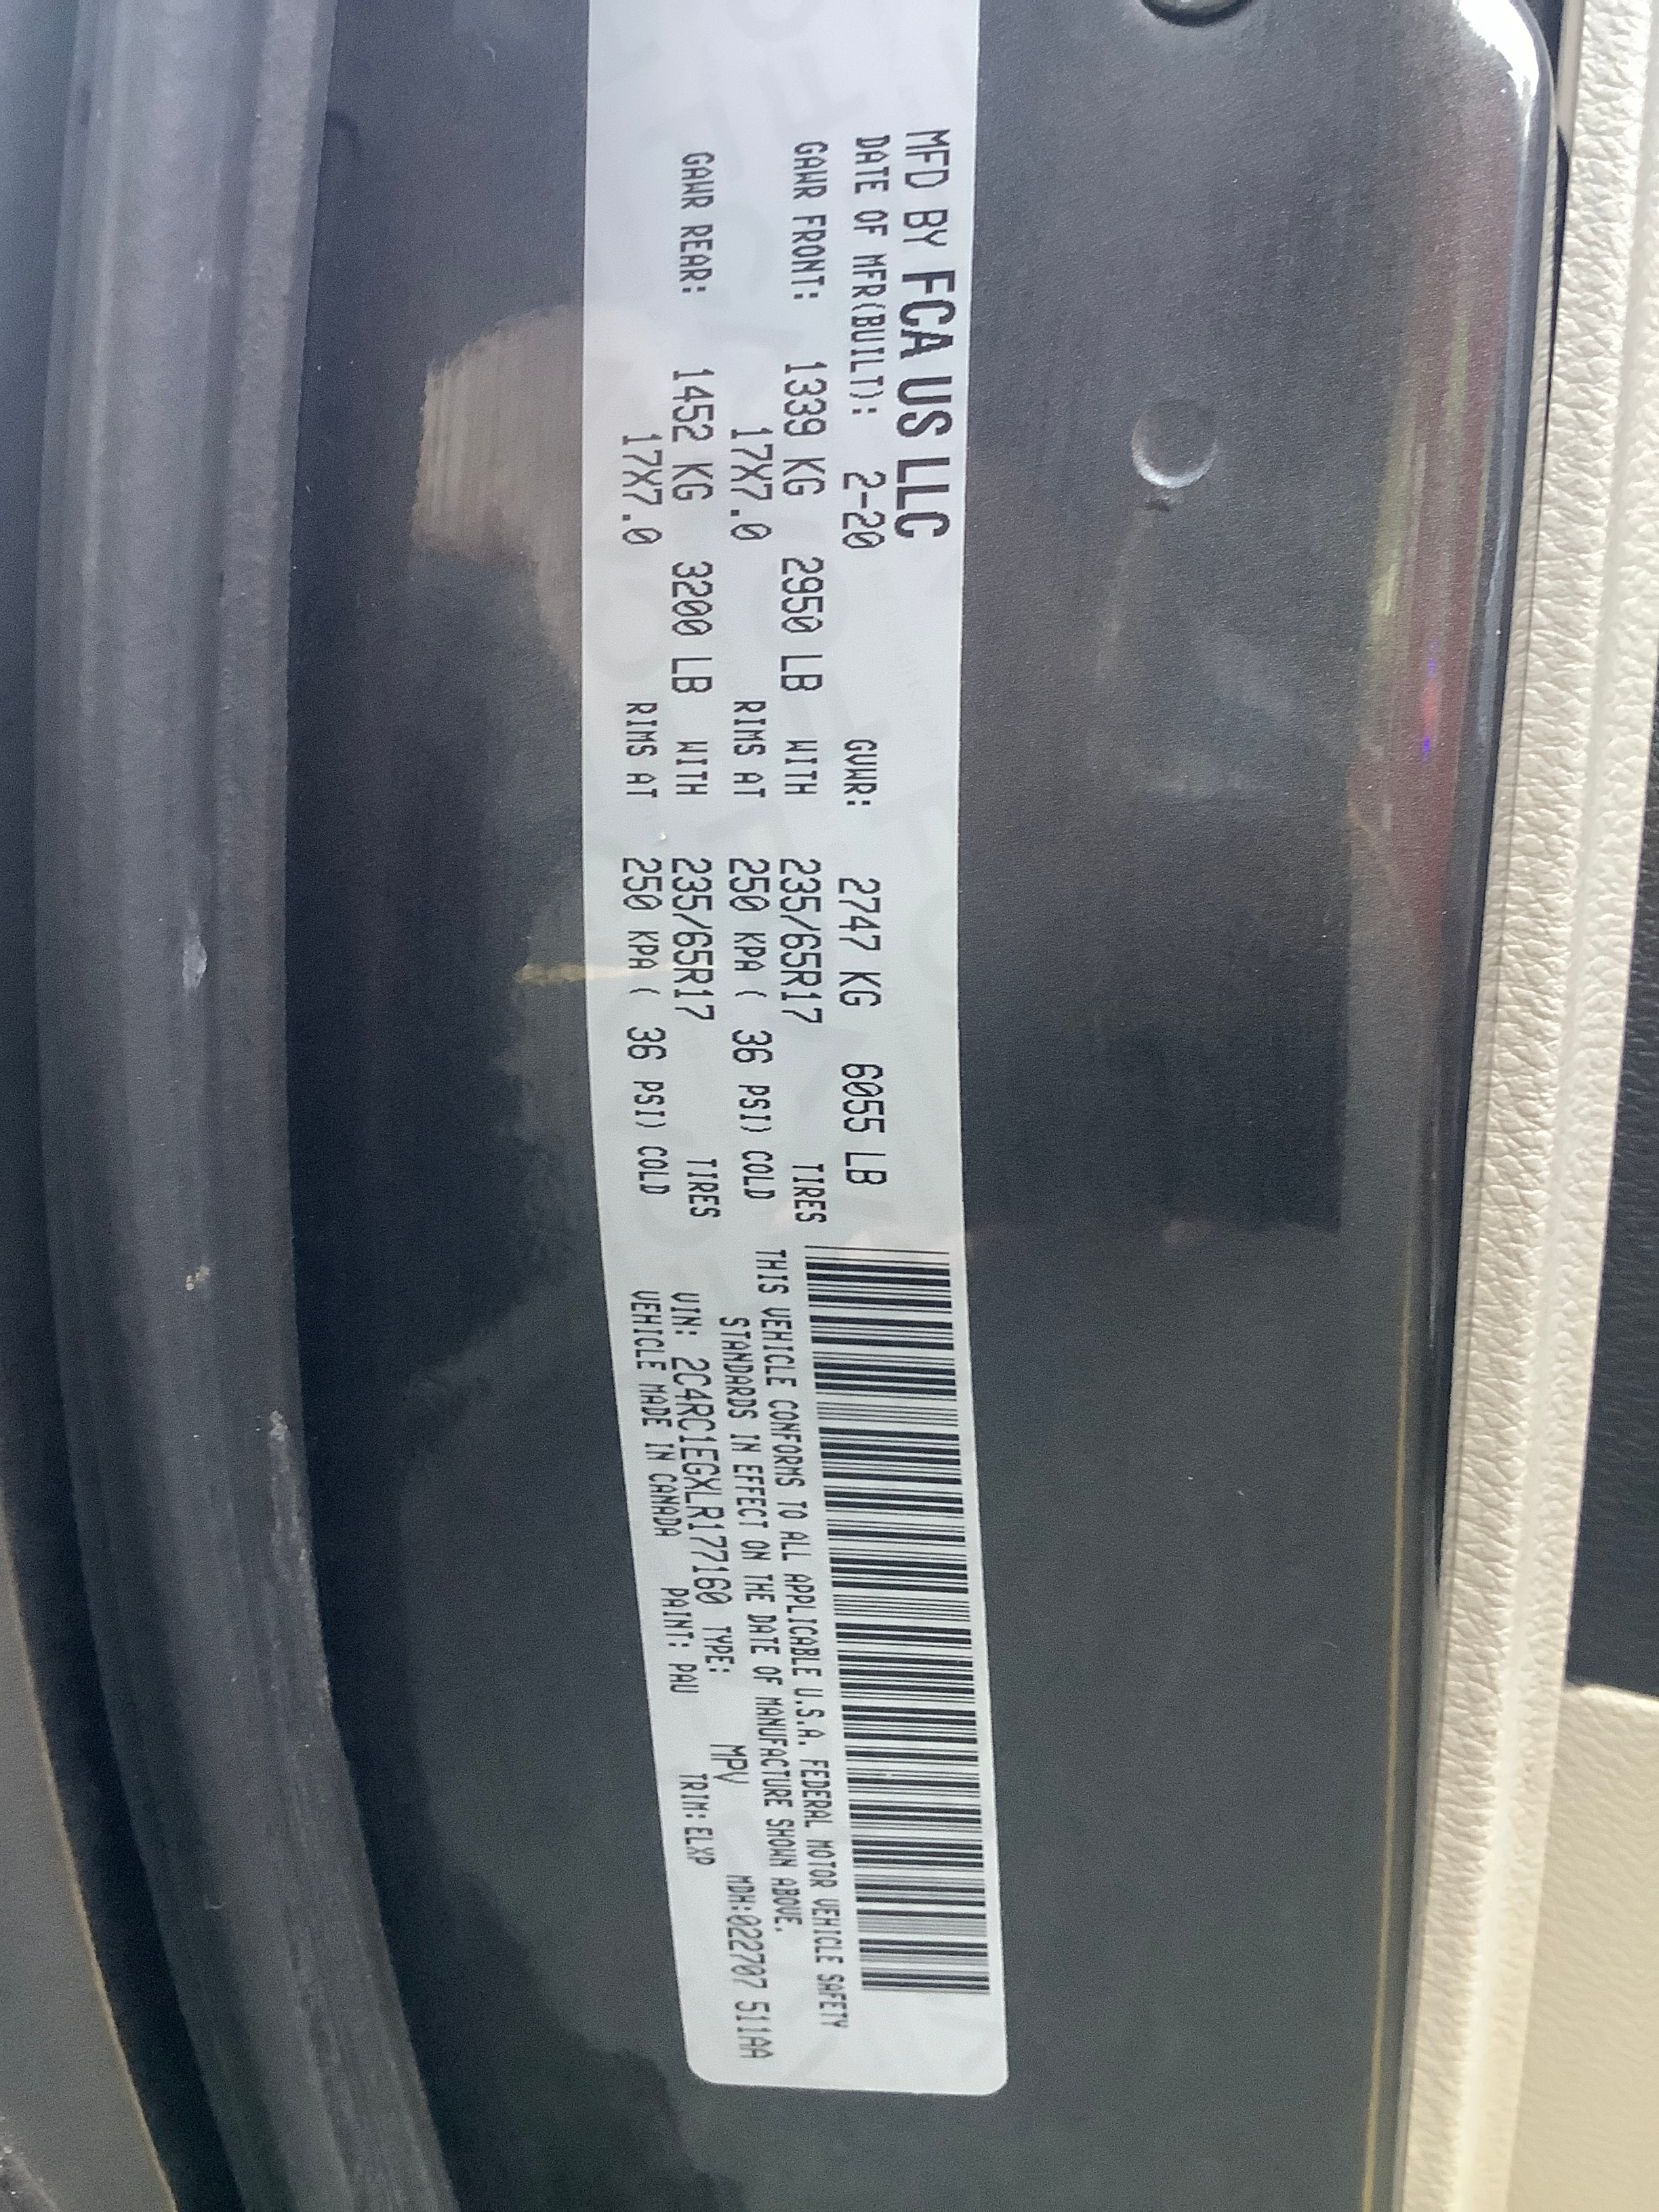 MFD BY FCA US LLC
DATE OF MFR(BUILT): 2-20 GVWR: 2747 KG 6055 LB
GAWR FRONT: 1339 KG 2950 LB WITH 235/65R17 TIRES
17X7.0 RIMS AT 250 KPA ( 36 PSI) COLD
GAWR REAR: 1452 KG 3200 LB WITH 235/65R17 TIRES
17X7.0 RIMS AT 250 KPA ( 36 PSI) COLD
THIS VEHICLE CONFORMS TO ALL APPLICABLE U.S.A. FEDERAL MOTOR VEHICLE SAFETY
STANDARDS IN EFFECT ON THE DATE OF MANUFACTURE SHOWN ABOVE.
VIN: 2C4RC1EGXLR177160 TYPE: MPV MDH:022707 511AA
VEHICLE MADE IN CANADA PAINT: PAU TRIM:ELXP